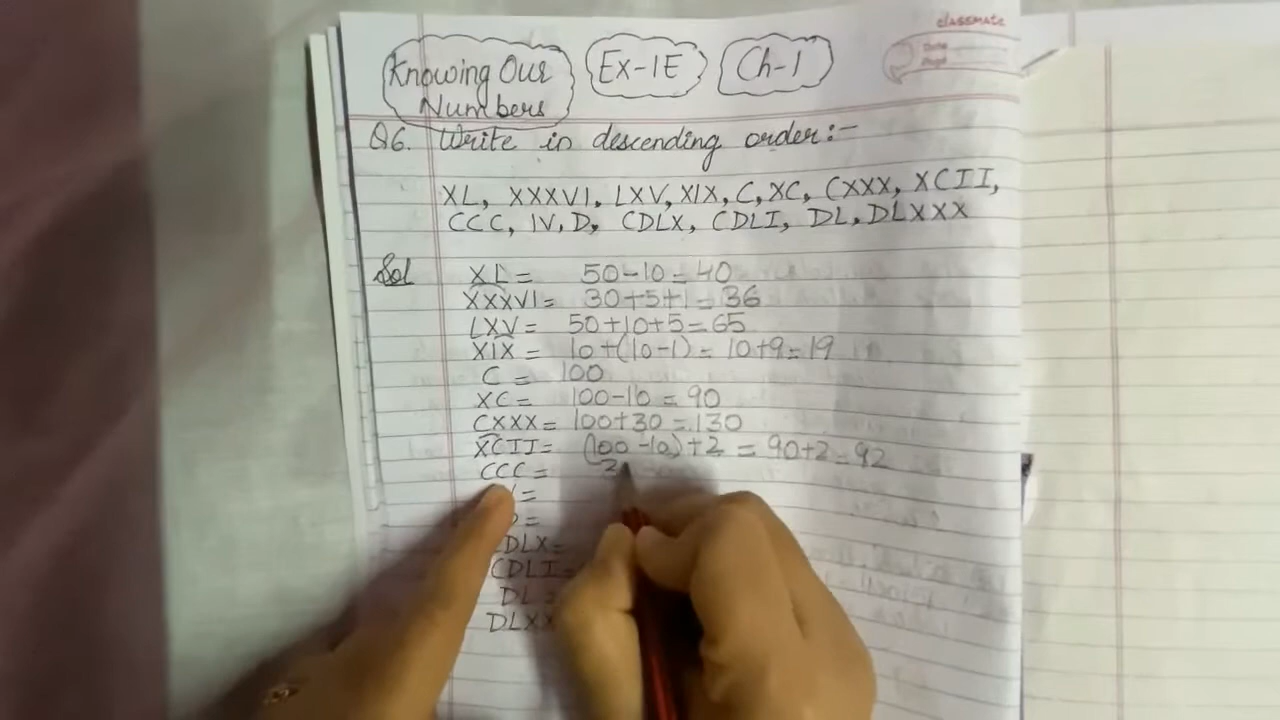 classmate
Date
Page
Knowing Our
Numbers
Ex-1E
Ch-1
Q6. Write in descending order:-
XL, XXXVI, LXV, XIX, C, XC, CXXX, XCII,
CCC, IV, D, CDLX, CDLI, DL, DLXXX
Sol
XL = 50-10 = 40
XXXVI = 30+5+1 = 36
LXV = 50+10+5 = 65
XIX = 10+(10-1) = 10+9 = 19
C = 100
XC = 100-10 = 90
CXXX = 100+30 = 130
XCII = (100-10)+2 = 90+2 = 92
CCC = 3
=
=
DLX =
CDLI =
DL =
DLXX